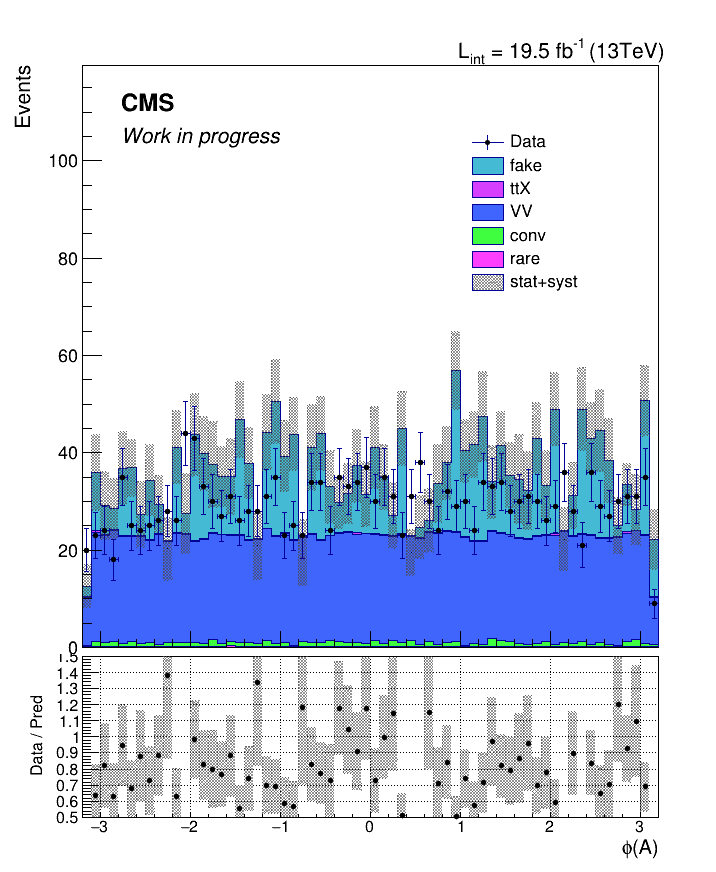 L_int = 19.5 fb^-1 (13TeV)
Events
CMS
Work in progress
Data
fake
ttX
VV
conv
rare
stat+syst
100
80
60
40
20
0
Data / Pred
1.5
1.4
1.3
1.2
1.1
1
0.9
0.8
0.7
0.6
0.5
−3 −2 −1 0 1 2 3
ϕ(A)